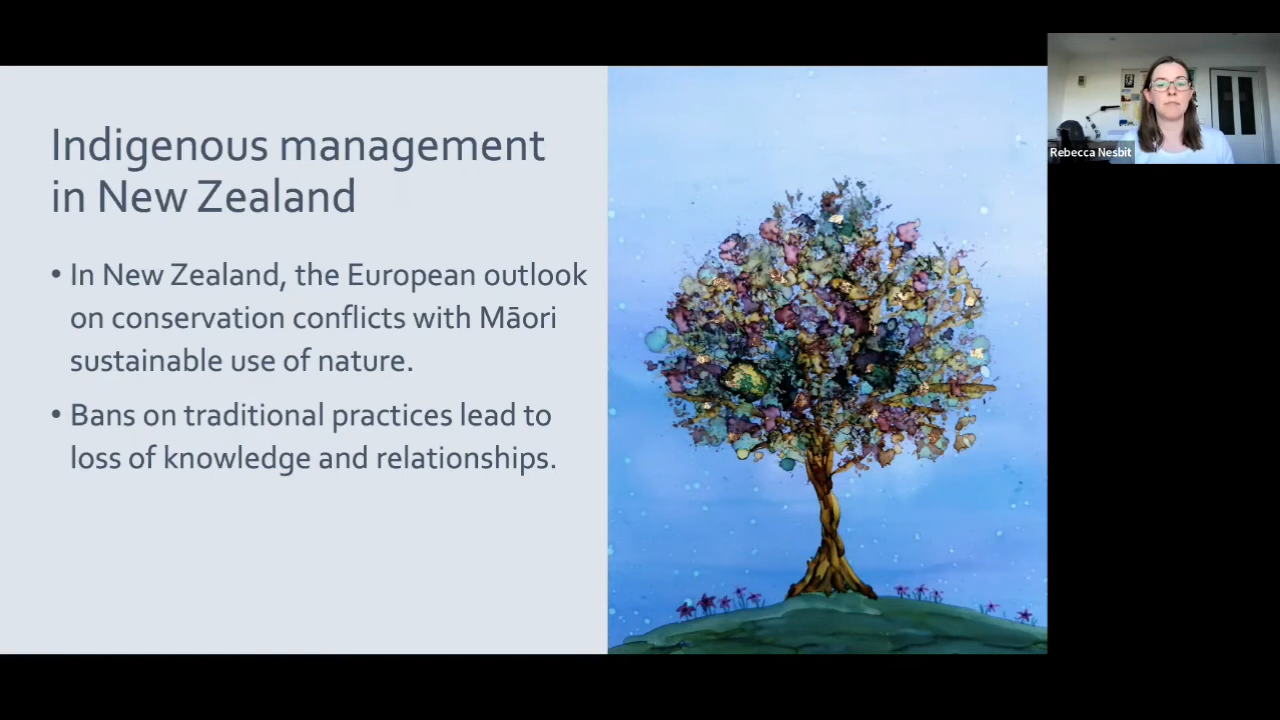 Indigenous management
in New Zealand
• In New Zealand, the European outlook
on conservation conflicts with Māori
sustainable use of nature.
• Bans on traditional practices lead to
loss of knowledge and relationships.
Rebecca Nesbit